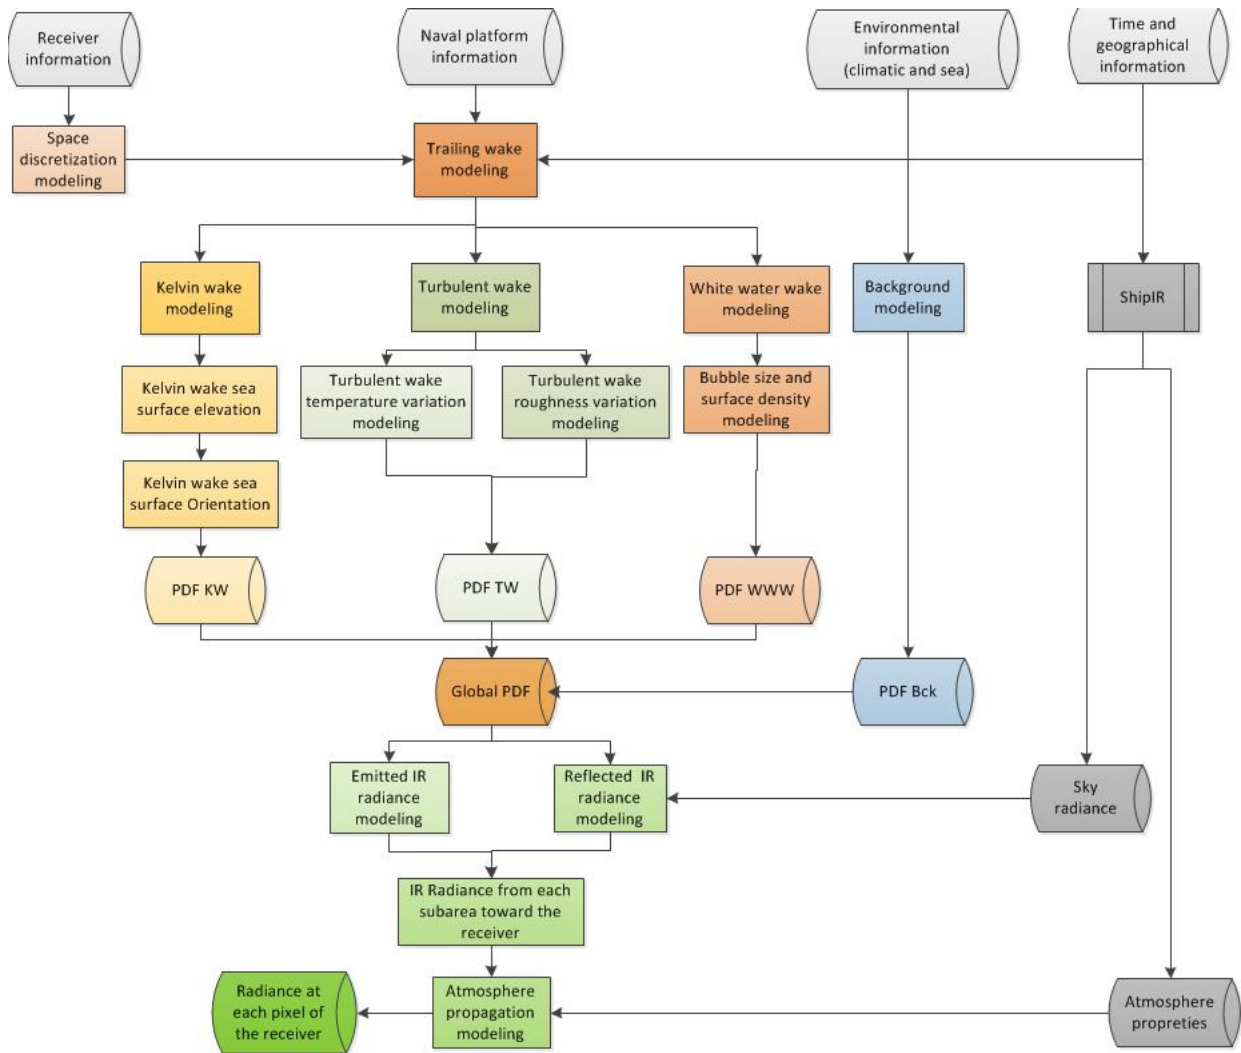 Receiver
information
Naval platform
information
Environmental
information
(climatic and sea)
Time and
geographical
information
Space
discretization
modeling
Trailing wake
modeling
Kelvin wake
modeling
Turbulent wake
modeling
White water wake
modeling
Background
modeling
ShipIR
Kelvin wake sea
surface elevation
Turbulent wake
temperature variation
modeling
Turbulent wake
roughness variation
modeling
Bubble size and
surface density
modeling
Kelvin wake sea
surface Orientation
PDF KW
PDF TW
PDF WWW
Global PDF
PDF Bck
Emitted IR
radiance
modeling
Reflected IR
radiance
modeling
Sky
radiance
IR Radiance from each
subarea toward the
receiver
Radiance at
each pixel of
the receiver
Atmosphere
propagation
modeling
Atmosphere
propreties